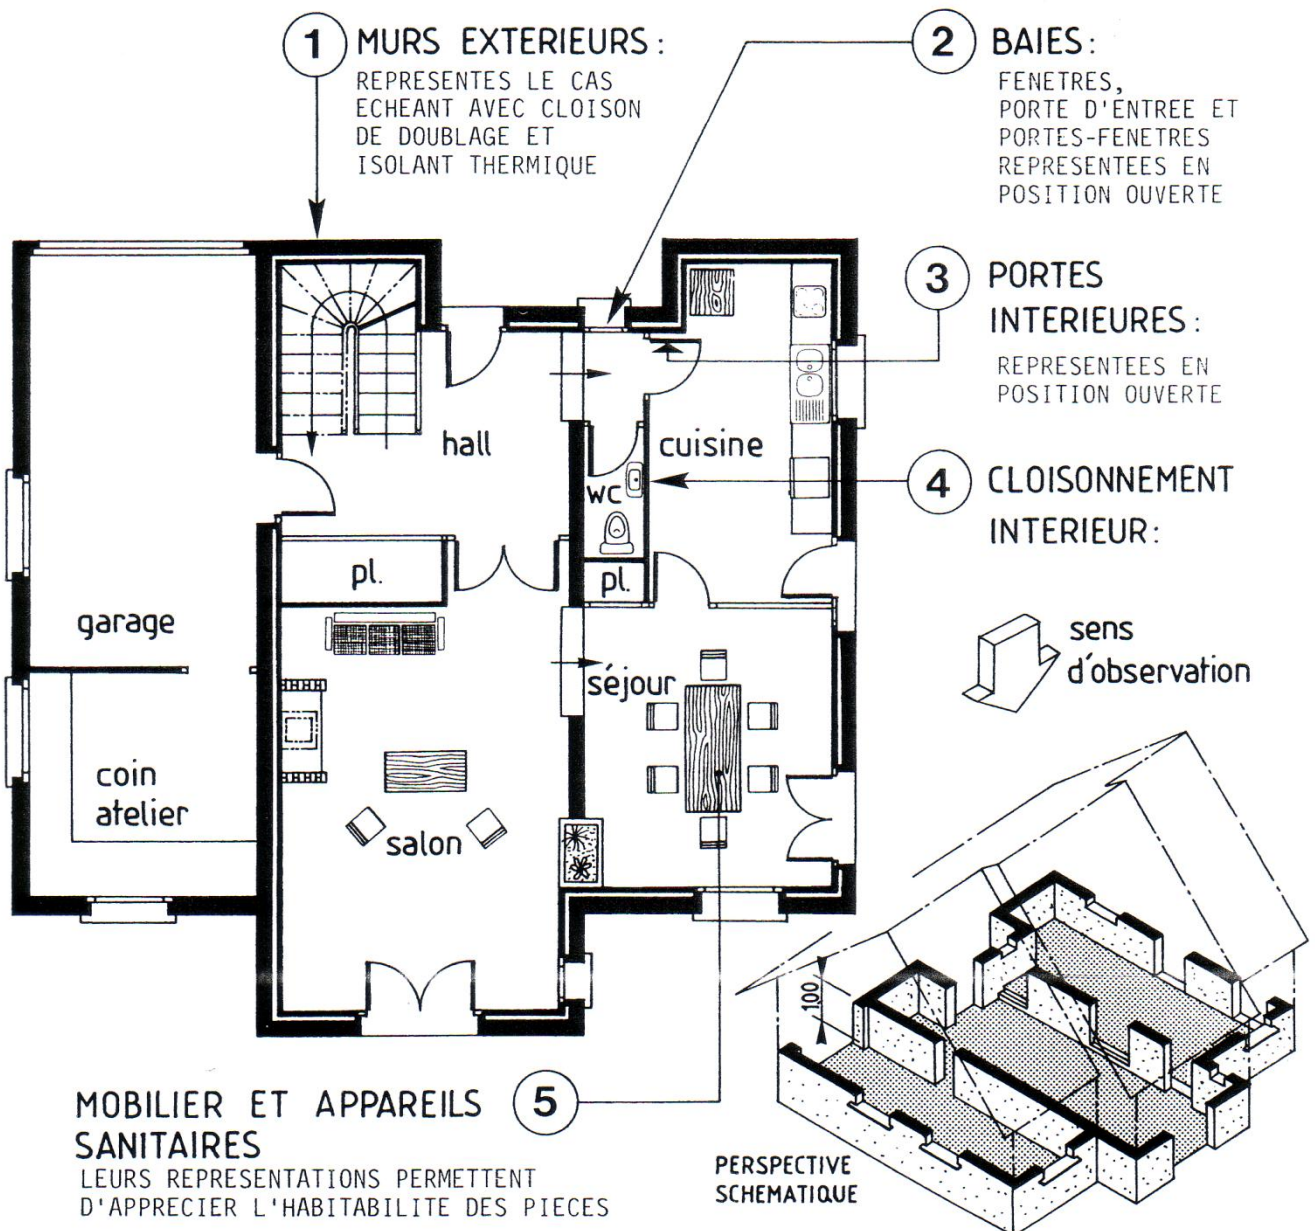 1 MURS EXTERIEURS :
REPRESENTES LE CAS
ECHEANT AVEC CLOISON
DE DOUBLAGE ET
ISOLANT THERMIQUE
2 BAIES :
FENETRES,
PORTE D'ENTREE ET
PORTES-FENETRES
REPRESENTEES EN
POSITION OUVERTE
3 PORTES
INTERIEURES :
REPRESENTEES EN
POSITION OUVERTE
4 CLOISONNEMENT
INTERIEUR :
hall
cuisine
wc
pl.
pl.
garage
séjour
coin
atelier
salon
sens
d'observation
100
MOBILIER ET APPAREILS 5
SANITAIRES
LEURS REPRESENTATIONS PERMETTENT
D'APPRECIER L'HABITABILITE DES PIECES
PERSPECTIVE
SCHEMATIQUE